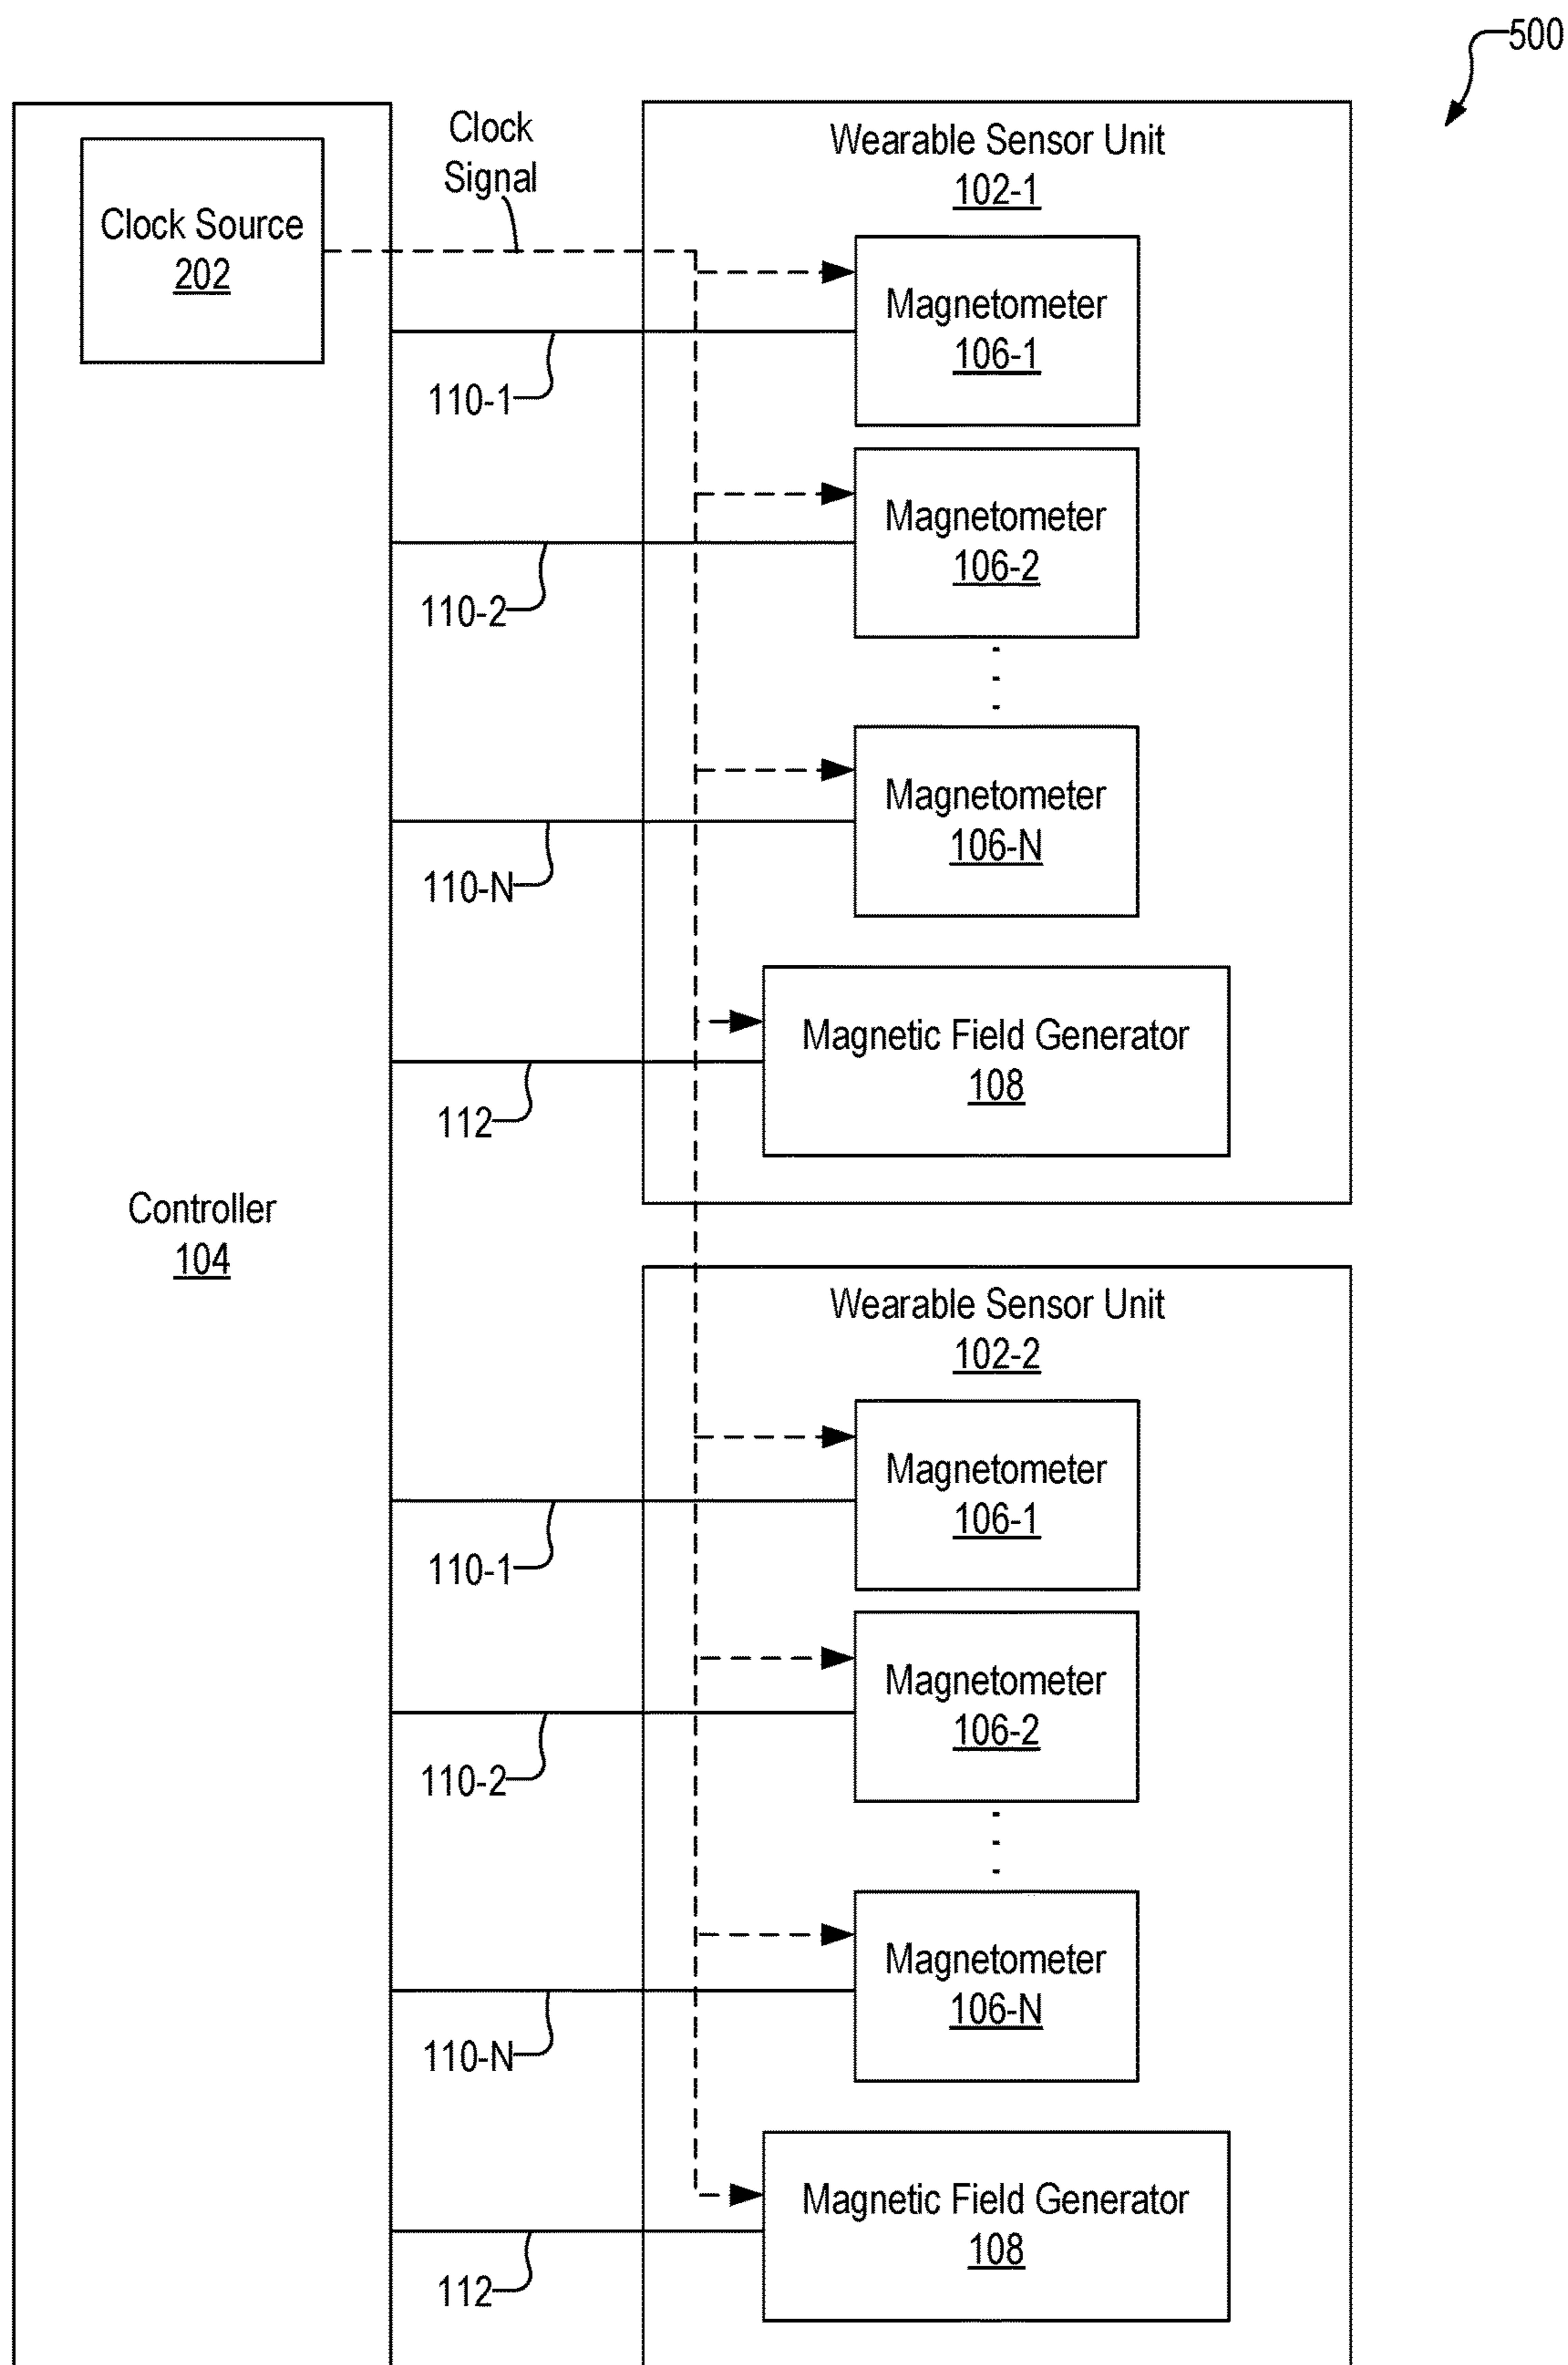 500
Clock
Signal
Clock Source
202
Wearable Sensor Unit
102-1
Magnetometer
106-1
110-1
Magnetometer
106-2
110-2
Magnetometer
106-N
110-N
Magnetic Field Generator
108
112
Controller
104
Wearable Sensor Unit
102-2
Magnetometer
106-1
110-1
Magnetometer
106-2
110-2
Magnetometer
106-N
110-N
Magnetic Field Generator
108
112